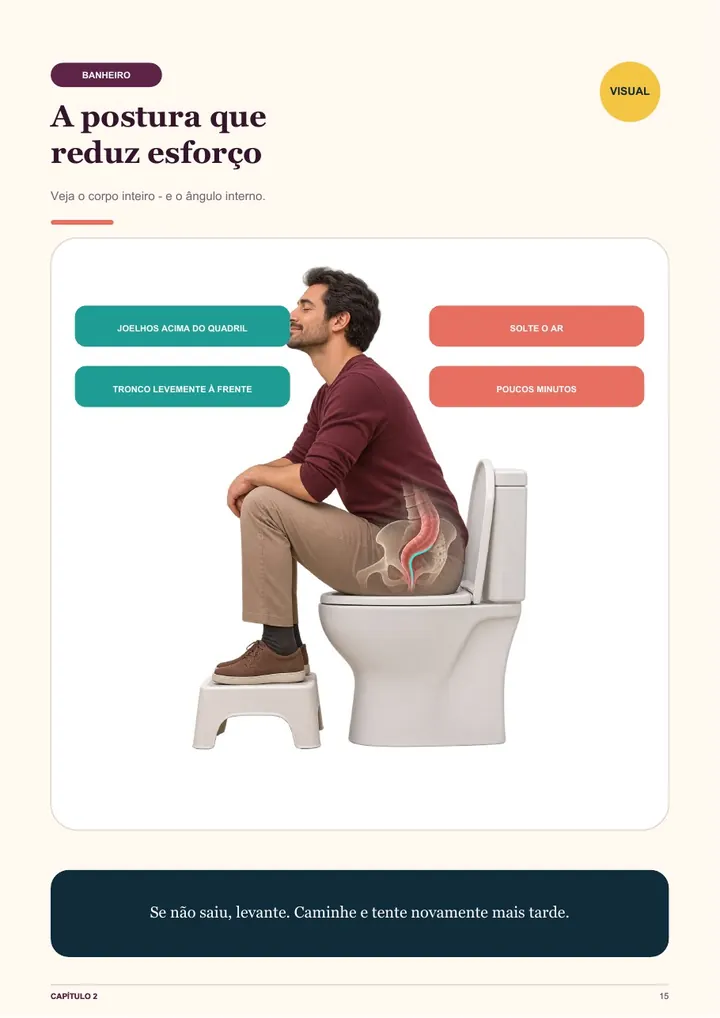 BANHEIRO
VISUAL
A postura que
reduz esforço
Veja o corpo inteiro - e o ângulo interno.
JOELHOS ACIMA DO QUADRIL
SOLTE O AR
TRONCO LEVEMENTE À FRENTE
POUCOS MINUTOS
Se não saiu, levante. Caminhe e tente novamente mais tarde.
CAPÍTULO 2
15